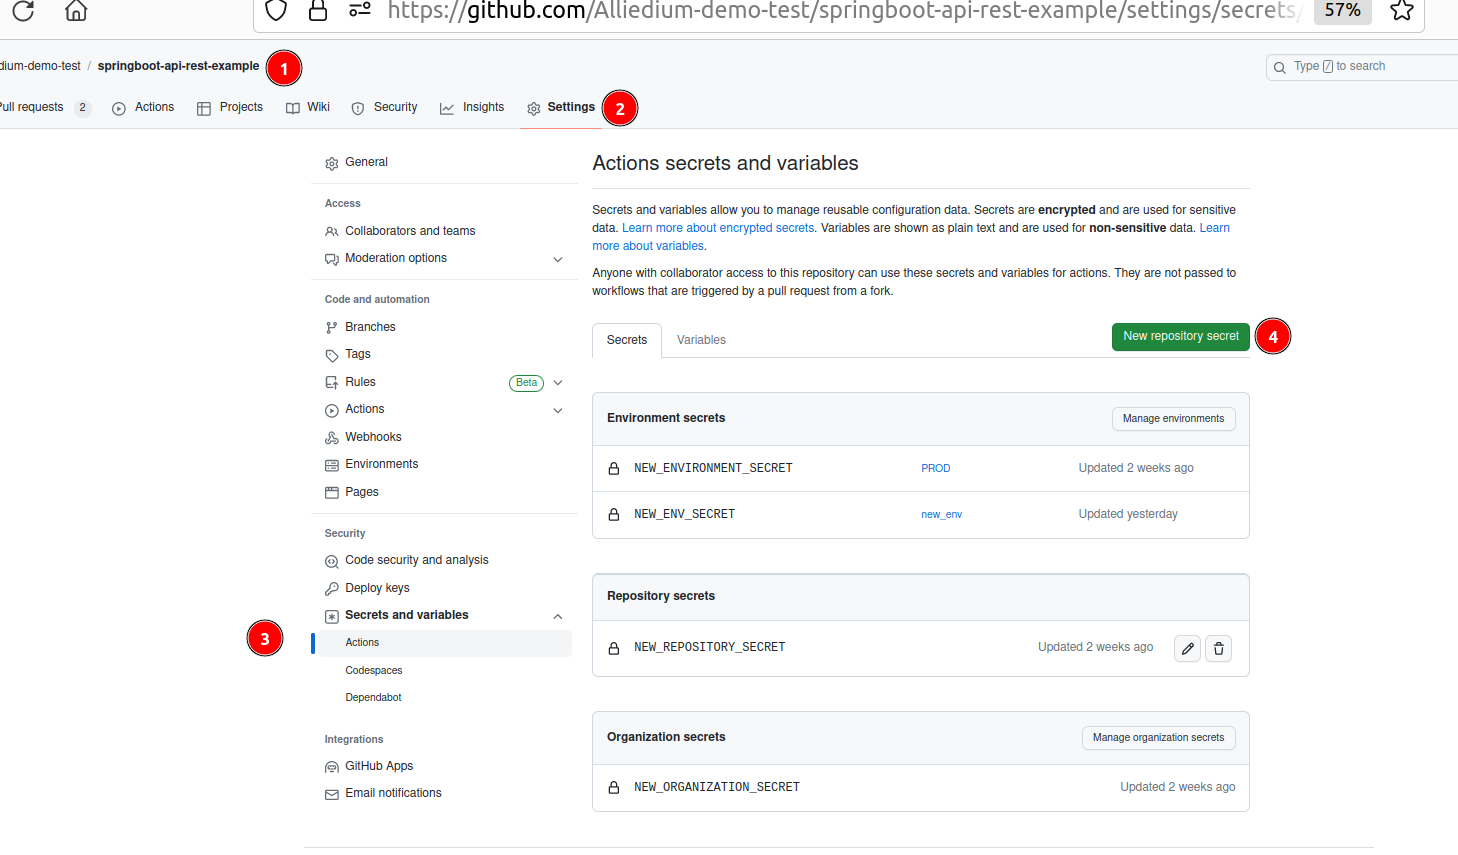 https://github.com/Alliedium-demo-test/springboot-api-rest-example/settings/secrets/
57%
dium-demo-test / springboot-api-rest-example
1
Type / to search
Pull requests 2
Actions
Projects
Wiki
Security
Insights
Settings
2
General
Access
Collaborators and teams
Moderation options
Code and automation
Branches
Tags
Rules Beta
Actions
Webhooks
Environments
Pages
Security
Code security and analysis
Deploy keys
Secrets and variables
3
Actions
Codespaces
Dependabot
Integrations
GitHub Apps
Email notifications
Actions secrets and variables
Secrets and variables allow you to manage reusable configuration data. Secrets are encrypted and are used for sensitive
data. Learn more about encrypted secrets. Variables are shown as plain text and are used for non-sensitive data. Learn
more about variables.
Anyone with collaborator access to this repository can use these secrets and variables for actions. They are not passed to
workflows that are triggered by a pull request from a fork.
Secrets
Variables
New repository secret
4
Environment secrets
Manage environments
NEW_ENVIRONMENT_SECRET PROD Updated 2 weeks ago
NEW_ENV_SECRET new_env Updated yesterday
Repository secrets
NEW_REPOSITORY_SECRET Updated 2 weeks ago
Organization secrets
Manage organization secrets
NEW_ORGANIZATION_SECRET Updated 2 weeks ago